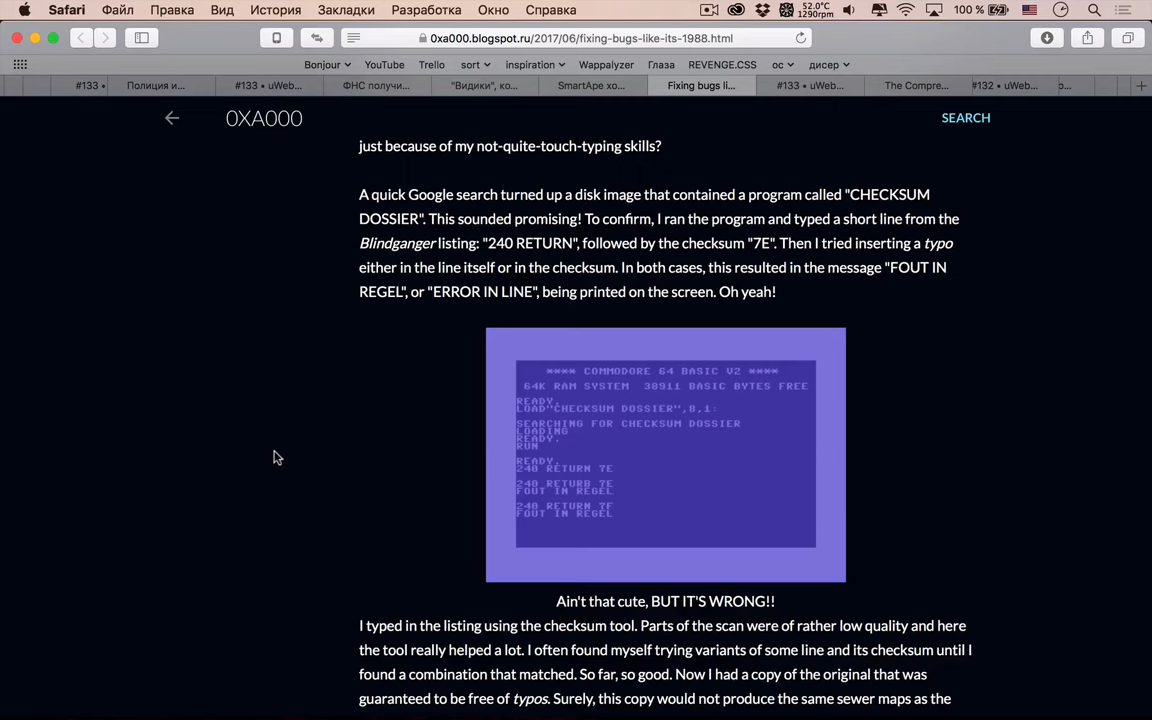 Safari Файл Правка Вид История Закладки Разработка Окно Справка 52.0°C 1290rpm 100 %
0xa000.blogspot.ru/2017/06/fixing-bugs-like-its-1988.html
Bonjour YouTube Trello sort inspiration Wappalyzer Глаза REVENGE.CSS ос дисер
#133 • Полиция и... #133 • uWeb... ФНС получи... "Видики", ко... SmartApe хо... Fixing bugs li... #133 • uWeb... The Compre... #132 • uWeb...
0XA000 SEARCH
just because of my not-quite-touch-typing skills?
A quick Google search turned up a disk image that contained a program called "CHECKSUM
DOSSIER". This sounded promising! To confirm, I ran the program and typed a short line from the
Blindganger listing: "240 RETURN", followed by the checksum "7E". Then I tried inserting a typo
either in the line itself or in the checksum. In both cases, this resulted in the message "FOUT IN
REGEL", or "ERROR IN LINE", being printed on the screen. Oh yeah!
**** COMMODORE 64 BASIC V2 ****
64K RAM SYSTEM 38911 BASIC BYTES FREE
READY.
LOAD"CHECKSUM DOSSIER",8,1:
SEARCHING FOR CHECKSUM DOSSIER
LOADING
READY.
RUN
READY.
240 RETURN 7E
240 RETURB 7E
FOUT IN REGEL
240 RETURN 7F
FOUT IN REGEL
Ain't that cute, BUT IT'S WRONG!!
I typed in the listing using the checksum tool. Parts of the scan were of rather low quality and here
the tool really helped a lot. I often found myself trying variants of some line and its checksum until I
found a combination that matched. So far, so good. Now I had a copy of the original that was
guaranteed to be free of typos. Surely, this copy would not produce the same sewer maps as the